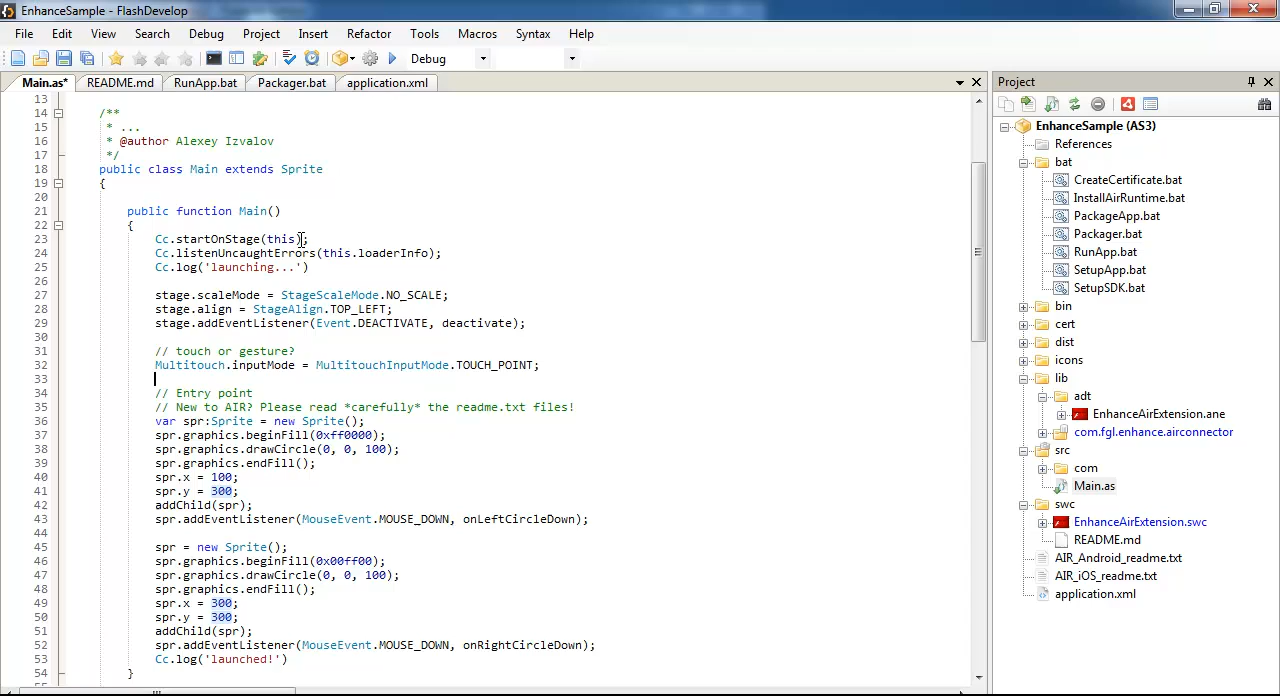 EnhanceSample - FlashDevelop
File Edit View Search Debug Project Insert Refactor Tools Macros Syntax Help
Debug
Main.as* README.md RunApp.bat Packager.bat application.xml
13
14 /**
15 * ...
16 * @author Alexey Izvalov
17 */
18 public class Main extends Sprite
19 {
20
21 public function Main()
22 {
23 Cc.startOnStage(this);
24 Cc.listenUncaughtErrors(this.loaderInfo);
25 Cc.log('launching...')
26
27 stage.scaleMode = StageScaleMode.NO_SCALE;
28 stage.align = StageAlign.TOP_LEFT;
29 stage.addEventListener(Event.DEACTIVATE, deactivate);
30
31 // touch or gesture?
32 Multitouch.inputMode = MultitouchInputMode.TOUCH_POINT;
33
34 // Entry point
35 // New to AIR? Please read *carefully* the readme.txt files!
36 var spr:Sprite = new Sprite();
37 spr.graphics.beginFill(0xff0000);
38 spr.graphics.drawCircle(0, 0, 100);
39 spr.graphics.endFill();
40 spr.x = 100;
41 spr.y = 300;
42 addChild(spr);
43 spr.addEventListener(MouseEvent.MOUSE_DOWN, onLeftCircleDown);
44
45 spr = new Sprite();
46 spr.graphics.beginFill(0x00ff00);
47 spr.graphics.drawCircle(0, 0, 100);
48 spr.graphics.endFill();
49 spr.x = 300;
50 spr.y = 300;
51 addChild(spr);
52 spr.addEventListener(MouseEvent.MOUSE_DOWN, onRightCircleDown);
53 Cc.log('launched!')
54 }
Project
EnhanceSample (AS3)
References
bat
CreateCertificate.bat
InstallAirRuntime.bat
PackageApp.bat
Packager.bat
RunApp.bat
SetupApp.bat
SetupSDK.bat
bin
cert
dist
icons
lib
adt
EnhanceAirExtension.ane
com.fgl.enhance.airconnector
src
com
Main.as
swc
EnhanceAirExtension.swc
README.md
AIR_Android_readme.txt
AIR_iOS_readme.txt
application.xml